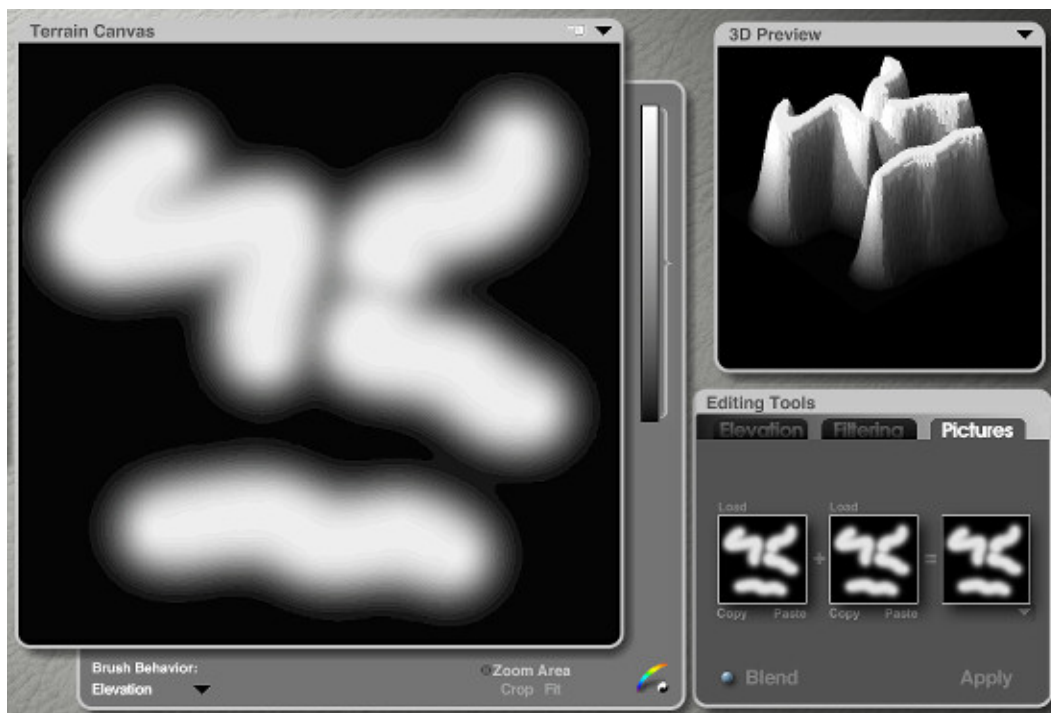 Terrain Canvas
3D Preview
Editing Tools
Elevation Filtering Pictures
Load Load
+ =
Copy Paste Copy Paste
Blend Apply
Brush Behavior:
Elevation
Zoom Area
Crop Fit